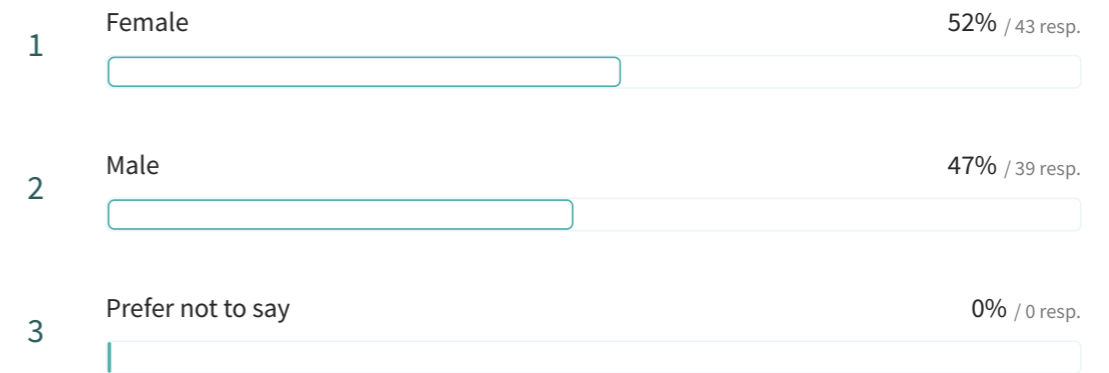 Female 52% / 43 resp.
1
Male 47% / 39 resp.
2
Prefer not to say 0% / 0 resp.
3